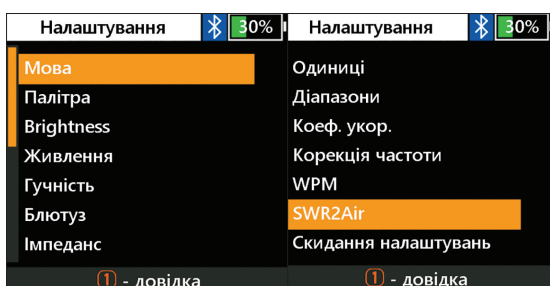 Налаштування 30%
Мова
Палітра
Brightness
Живлення
Гучність
Блютуз
Імпеданс
1 - довідка
Налаштування 30%
Одиниці
Діапазони
Коеф. укор.
Корекція частоти
WPM
SWR2Air
Скидання налаштувань
1 - довідка